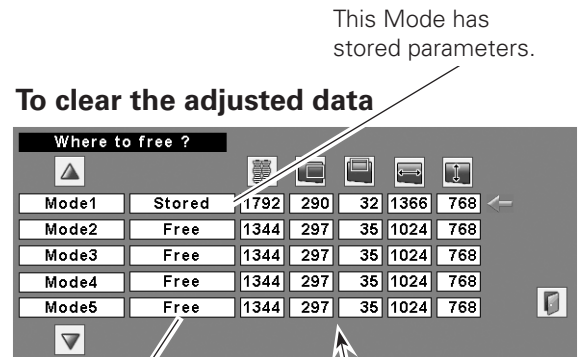 This Mode has
stored parameters.
To clear the adjusted data
Where to free ?
Mode1 Stored 1792 290 32 1366 768
Mode2 Free 1344 297 35 1024 768
Mode3 Free 1344 297 35 1024 768
Mode4 Free 1344 297 35 1024 768
Mode5 Free 1344 297 35 1024 768